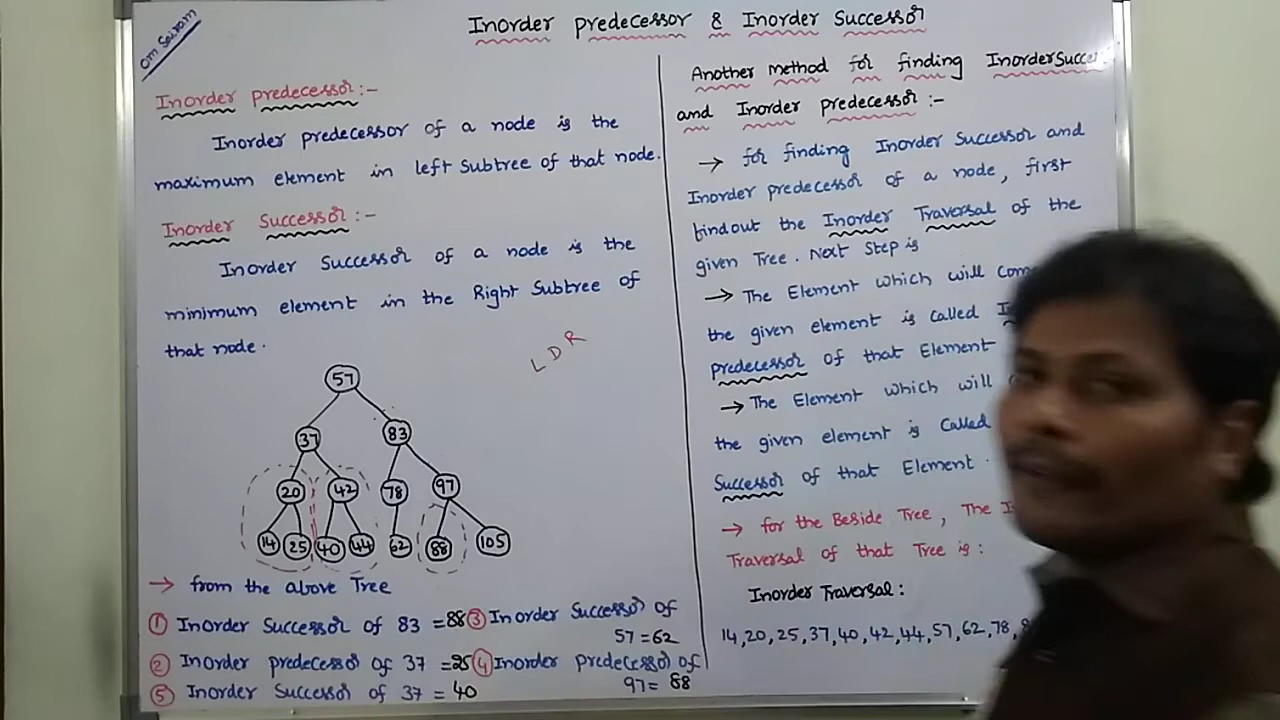 Om Sairam
Inorder predecessor & Inorder Successor
Inorder predecessor :-
Inorder predecessor of a node is the
maximum element in left Subtree of that node.
Inorder Successor :-
Inorder Successor of a node is the
minimum element in the Right Subtree of
that node.
LDR
57
37 83
20 42 78 97
14 25 40 44 62 88 105
→ from the above Tree
① Inorder Successor of 83 = 88
② Inorder predecessor of 37 = 25
③ Inorder Successor of
57 = 62
④ Inorder predecessor of
97 = 88
⑤ Inorder Successor of 37 = 40
Another method for finding InorderSucce
and Inorder predecessor :-
→ for finding Inorder Successor and
Inorder predecessor of a node, first
findout the Inorder Traversal of the
given Tree. Next Step is
→ The Element which will com
the given element is called I
predecessor of that Element
→ The Element which will
the given element is called
Successor of that Element.
→ for the Beside Tree, The I
Traversal of that Tree is :
Inorder Traversal :
14, 20, 25, 37, 40, 42, 44, 57, 62, 78,